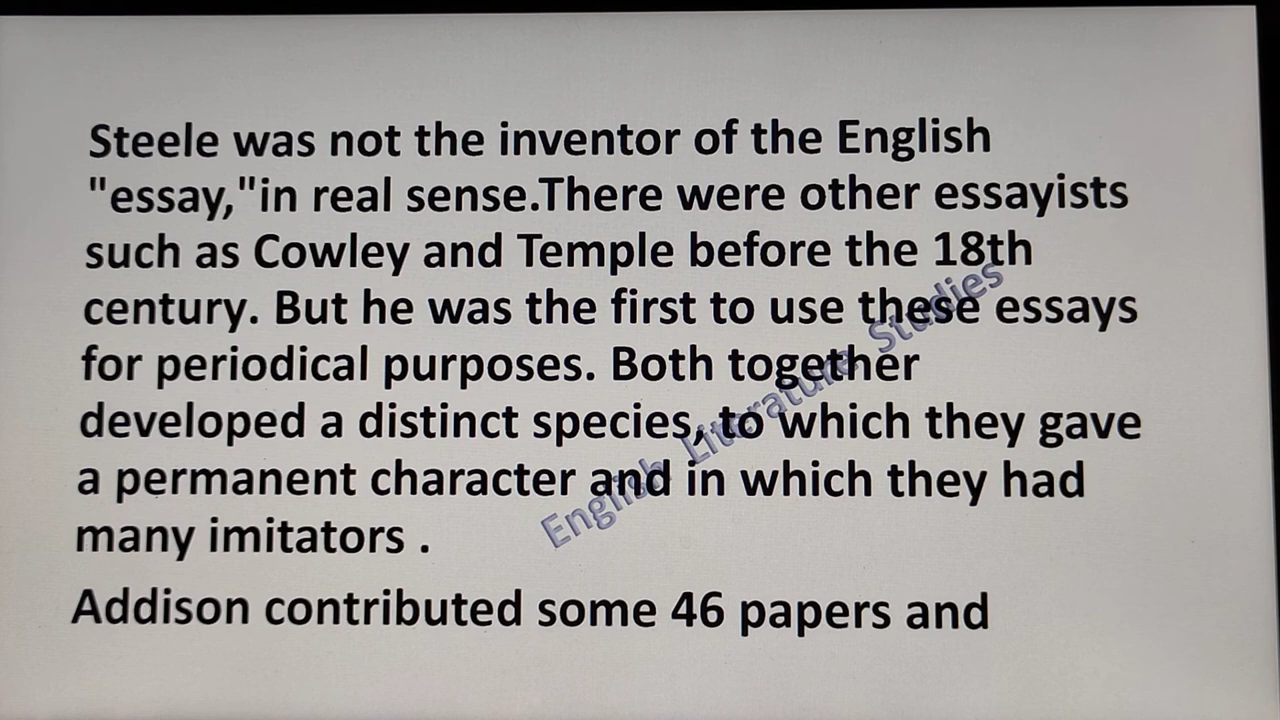 Steele was not the inventor of the English
"essay,"in real sense.There were other essayists
such as Cowley and Temple before the 18th
century. But he was the first to use these essays
for periodical purposes. Both together
developed a distinct species, to which they gave
a permanent character and in which they had
many imitators .
Addison contributed some 46 papers and
English Literature Studies